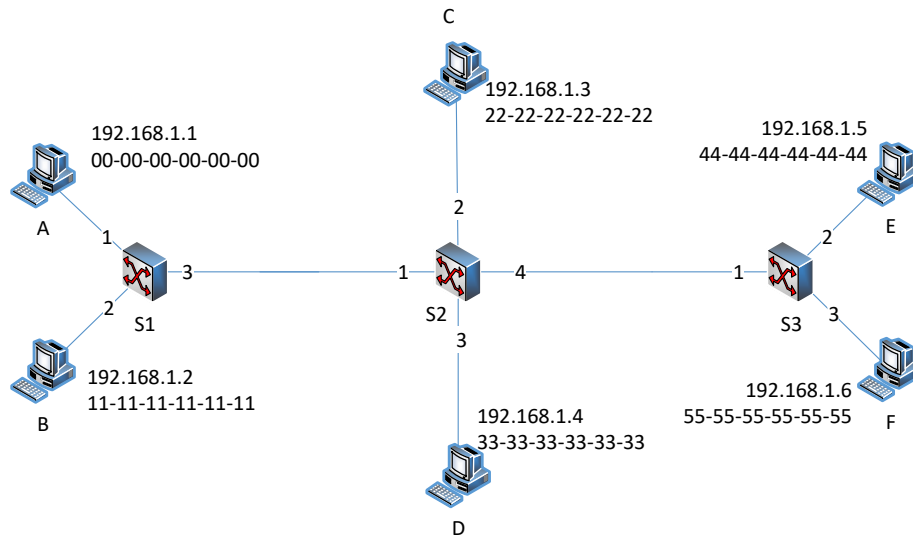 C
192.168.1.3
22-22-22-22-22-22
192.168.1.1
00-00-00-00-00-00
192.168.1.5
44-44-44-44-44-44
A
1
2
2
E
3
1
4
1
2
S1
S2
3
S3
3
192.168.1.2
11-11-11-11-11-11
B
192.168.1.6
55-55-55-55-55-55
F
192.168.1.4
33-33-33-33-33-33
D